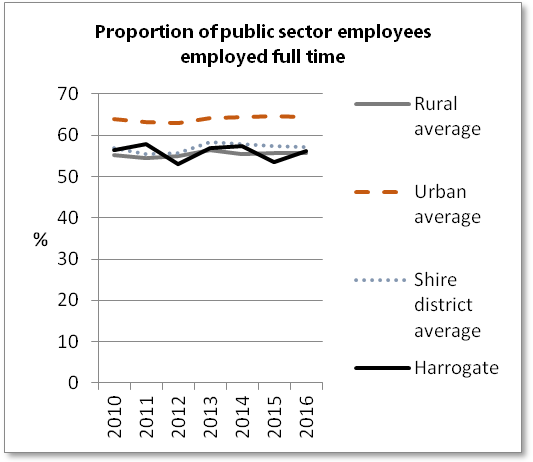 Proportion of public sector employees
employed full time
70
60
50
40
30
20
10
0
%
2010
2011
2012
2013
2014
2015
2016
Rural
average
Urban
average
Shire
district
average
Harrogate